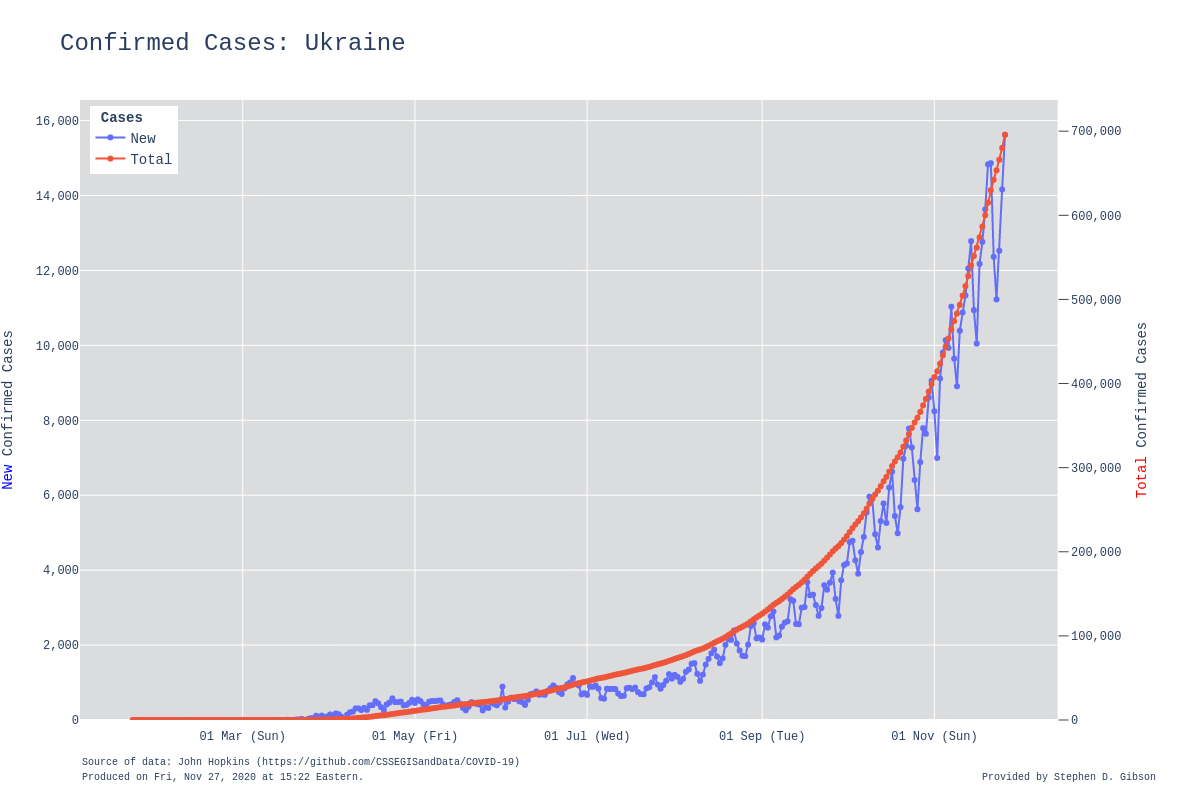 Confirmed Cases: Ukraine
Cases
New
Total
16,000
14,000
12,000
10,000
8,000
6,000
4,000
2,000
0
New Confirmed Cases
700,000
600,000
500,000
400,000
300,000
200,000
100,000
0
Total Confirmed Cases
01 Mar (Sun)
01 May (Fri)
01 Jul (Wed)
01 Sep (Tue)
01 Nov (Sun)
Source of data: John Hopkins (https://github.com/CSSEGISandData/COVID-19)
Produced on Fri, Nov 27, 2020 at 15:22 Eastern.
Provided by Stephen D. Gibson